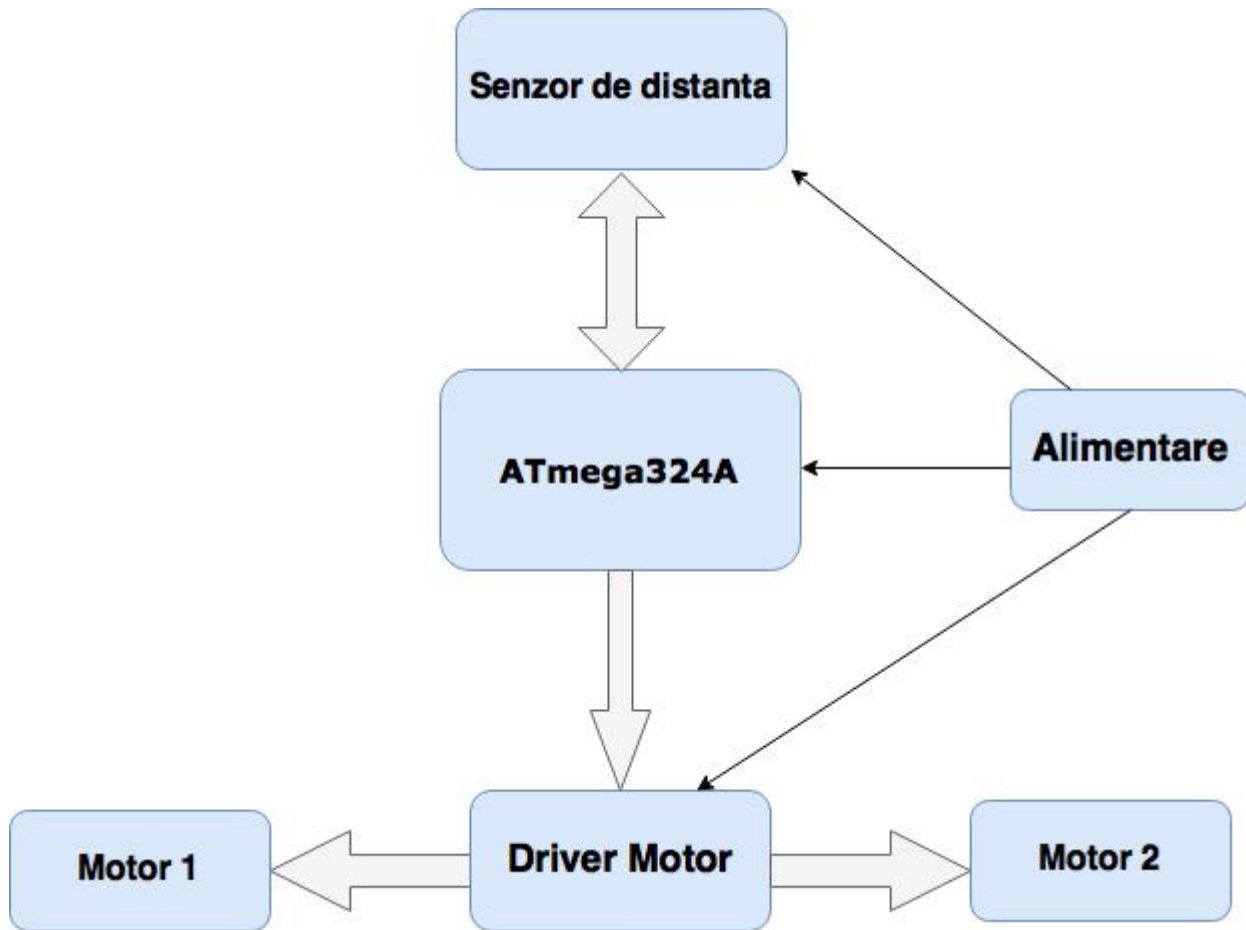 Senzor de distanta
ATmega324A
Alimentare
Motor 1
Driver Motor
Motor 2